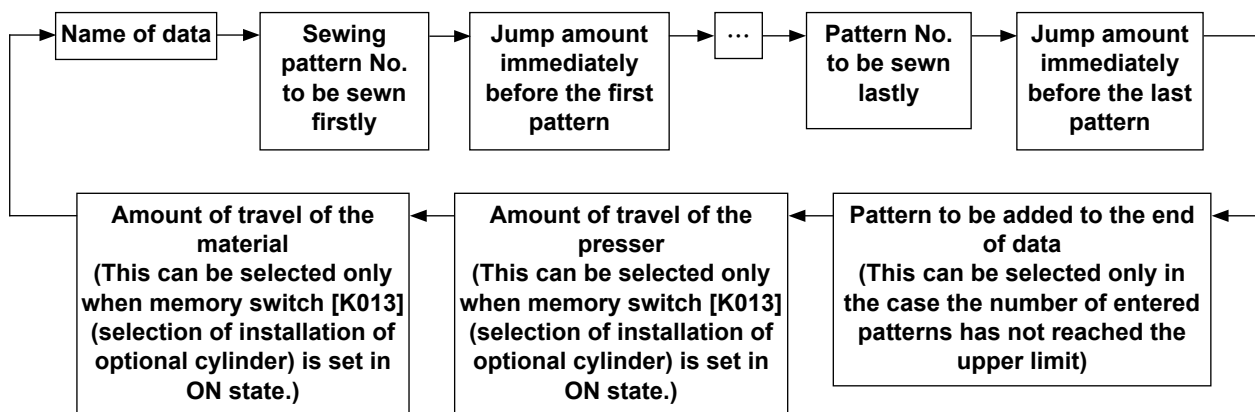 Name of data
Sewing
pattern No.
to be sewn
firstly
Jump amount
immediately
before the first
pattern
...
Pattern No.
to be sewn
lastly
Jump amount
immediately
before the last
pattern
Amount of travel of the
material
(This can be selected only
when memory switch [K013]
(selection of installation of
optional cylinder) is set in
ON state.)
Amount of travel of the
presser
(This can be selected only
when memory switch [K013]
(selection of installation of
optional cylinder) is set in
ON state.)
Pattern to be added to the end
of data
(This can be selected only in
the case the number of entered
patterns has not reached the
upper limit)